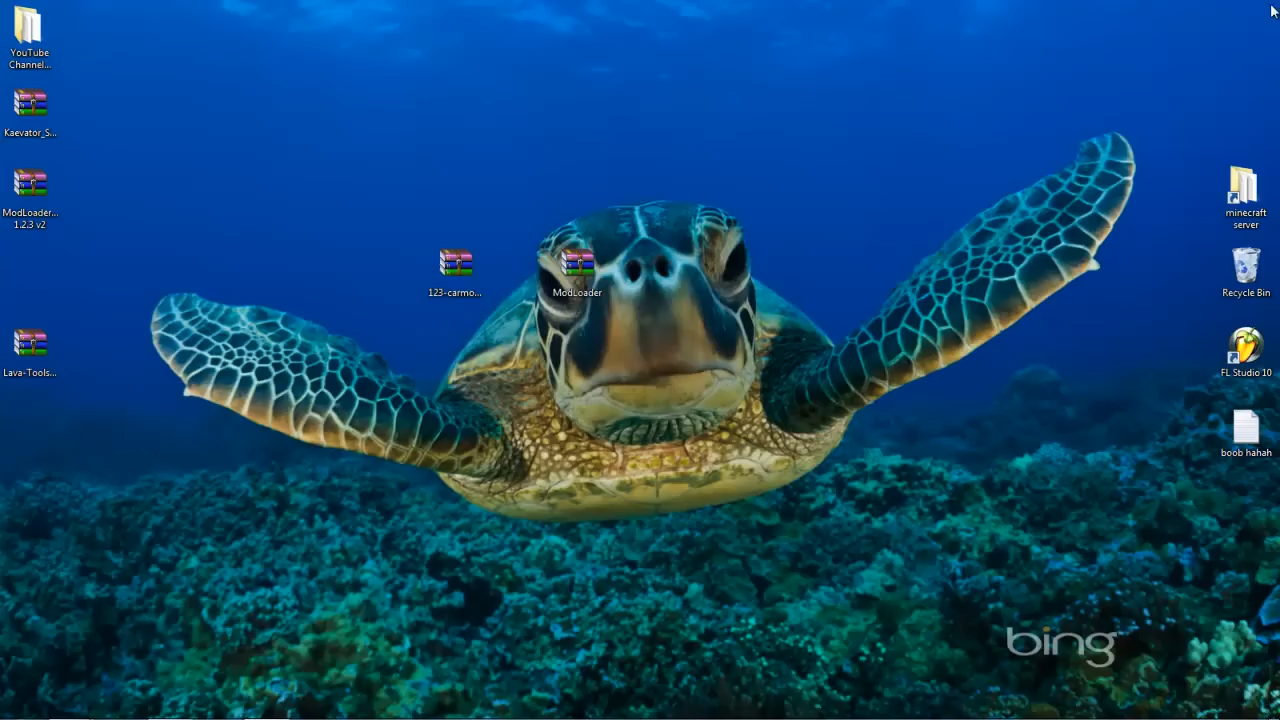 YouTube
Channel...
Kaevator_S...
ModLoader...
1.2.3 v2
Lava-Tools...
123-carmo...
ModLoader
minecraft
server
Recycle Bin
FL Studio 10
boob hahah
bing